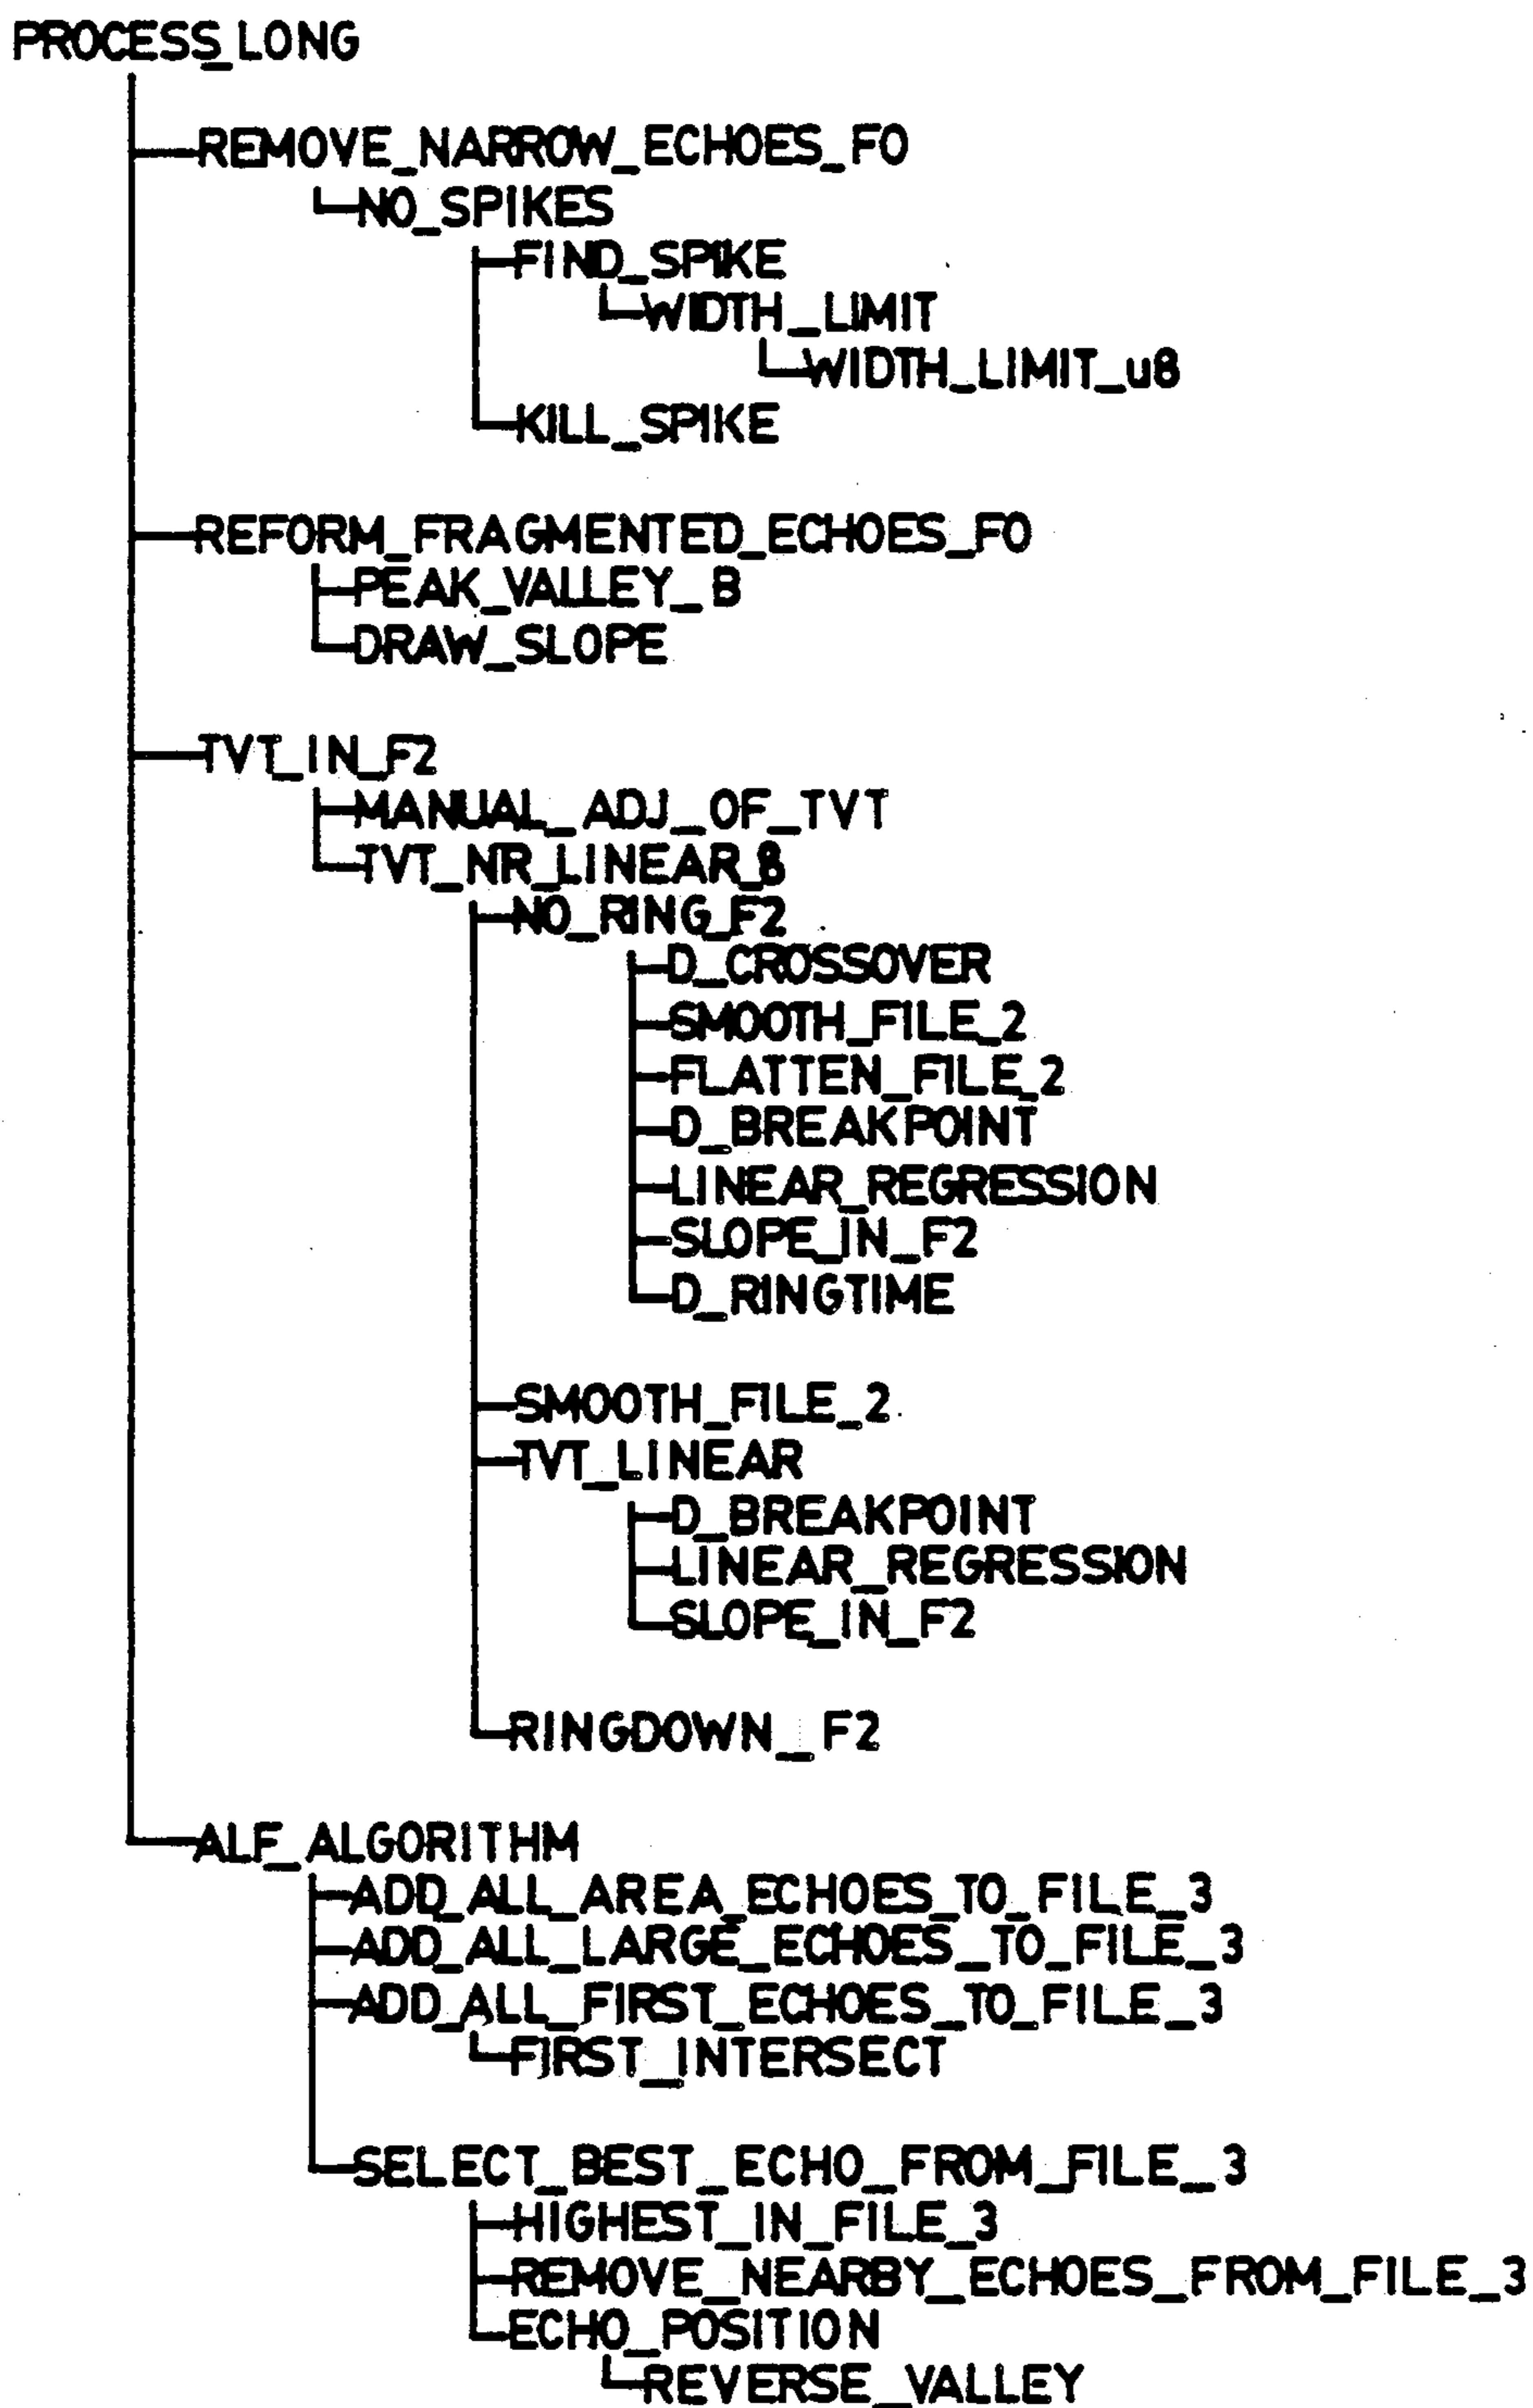 PROCESS_LONG
REMOVE_NARROW_ECHOES_F0
NO_SPIKES
FIND_SPIKE
WIDTH_LIMIT
WIDTH_LIMIT_u8
KILL_SPIKE
REFORM_FRAGMENTED_ECHOES_F0
PEAK_VALLEY_B
DRAW_SLOPE
TVT_IN_F2
MANUAL_ADJ_OF_TVT
TVT_NR_LINEAR_8
NO_RING_F2
D_CROSSOVER
SMOOTH_FILE_2
FLATTEN_FILE_2
D_BREAKPOINT
LINEAR_REGRESSION
SLOPE_IN_F2
D_RINGTIME
SMOOTH_FILE_2
TVT_LINEAR
D_BREAKPOINT
LINEAR_REGRESSION
SLOPE_IN_F2
RINGDOWN_F2
ALF_ALGORITHM
ADD_ALL_AREA_ECHOES_TO_FILE_3
ADD_ALL_LARGE_ECHOES_TO_FILE_3
ADD_ALL_FIRST_ECHOES_TO_FILE_3
FIRST_INTERSECT
SELECT_BEST_ECHO_FROM_FILE_3
HIGHEST_IN_FILE_3
REMOVE_NEARBY_ECHOES_FROM_FILE_3
ECHO_POSITION
REVERSE_VALLEY